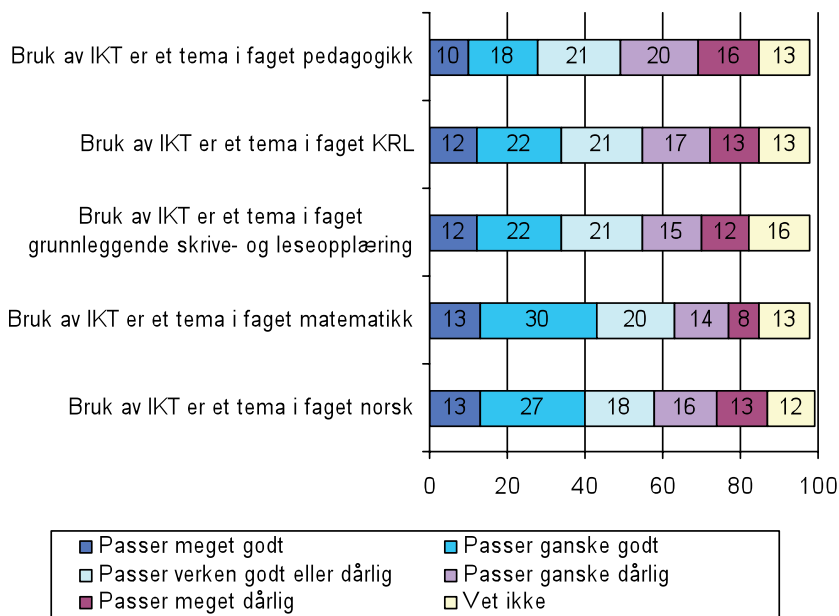 Bruk av IKT er et tema i faget pedagogikk
10 18 21 20 16 13
Bruk av IKT er et tema i faget KRL
12 22 21 17 13 13
Bruk av IKT er et tema i faget
grunnleggende skrive- og leseopplæring
12 22 21 15 12 16
Bruk av IKT er et tema i faget matematikk
13 30 20 14 8 13
Bruk av IKT er et tema i faget norsk
13 27 18 16 13 12
0 20 40 60 80 100
Passer meget godt Passer ganske godt
Passer verken godt eller dårlig Passer ganske dårlig
Passer meget dårlig Vet ikke